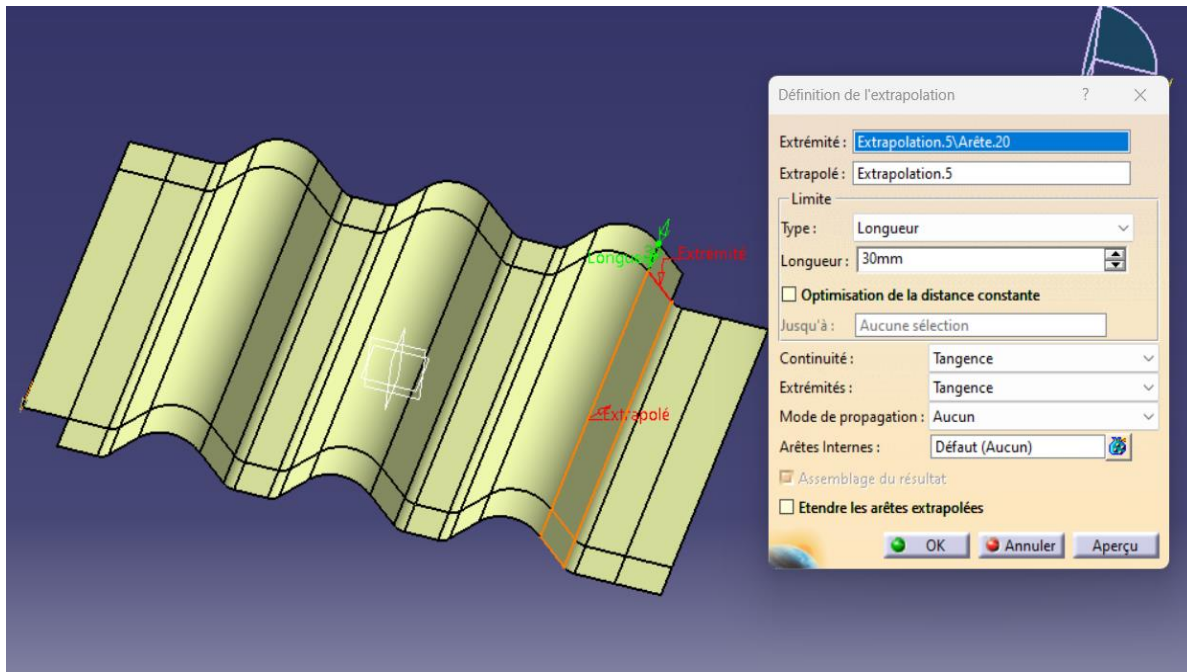 Définition de l'extrapolation ? ×
Extrémité : Extrapolation.5\Arête.20
Extrapolé : Extrapolation.5
Limite
Type : Longueur
Longueur : 30mm
Optimisation de la distance constante
Jusqu'à : Aucune sélection
Continuité : Tangence
Extrémités : Tangence
Mode de propagation : Aucun
Arêtes Internes : Défaut (Aucun)
Assemblage du résultat
Etendre les arêtes extrapolées
OK Annuler Aperçu
Extrémité
Extrapolé